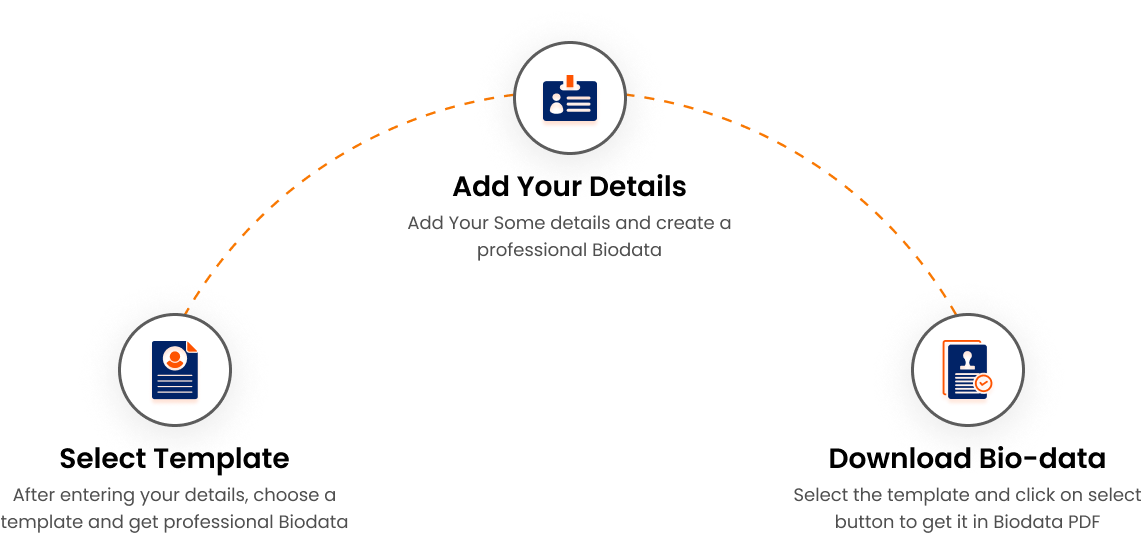 Add Your Details
Add Your Some details and create a
professional Biodata
Select Template
After entering your details, choose a
template and get professional Biodata
Download Bio-data
Select the template and click on select
button to get it in Biodata PDF